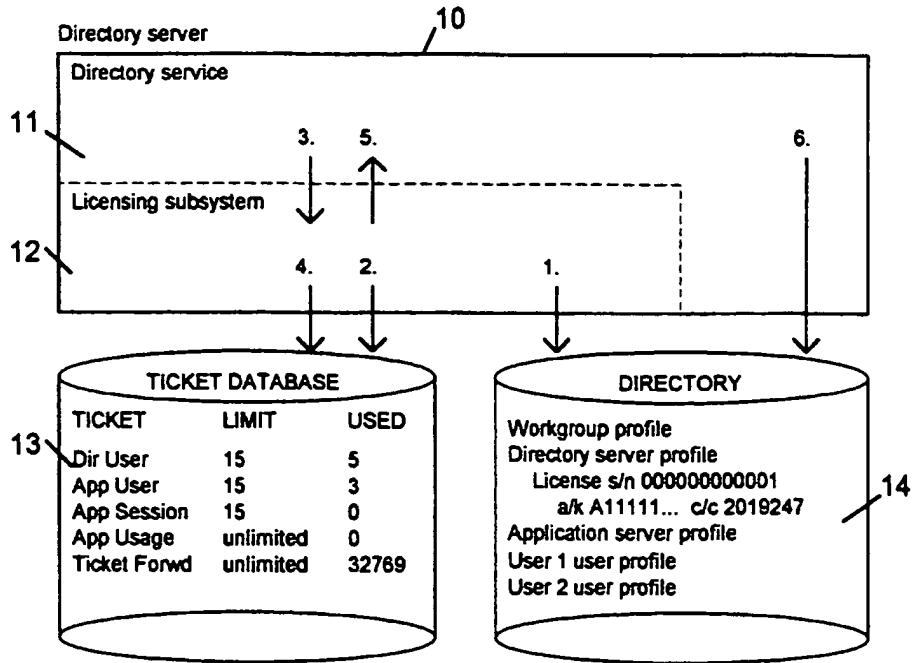 10
Directory server
Directory service
11
3. 5. 6.
Licensing subsystem
12
4. 2. 1.
TICKET DATABASE
TICKET LIMIT USED
13
Dir User 15 5
App User 15 3
App Session 15 0
App Usage unlimited 0
Ticket Forwd unlimited 32769
DIRECTORY
Workgroup profile
Directory server profile
License s/n 000000000001
a/k A11111... c/c 2019247
14
Application server profile
User 1 user profile
User 2 user profile